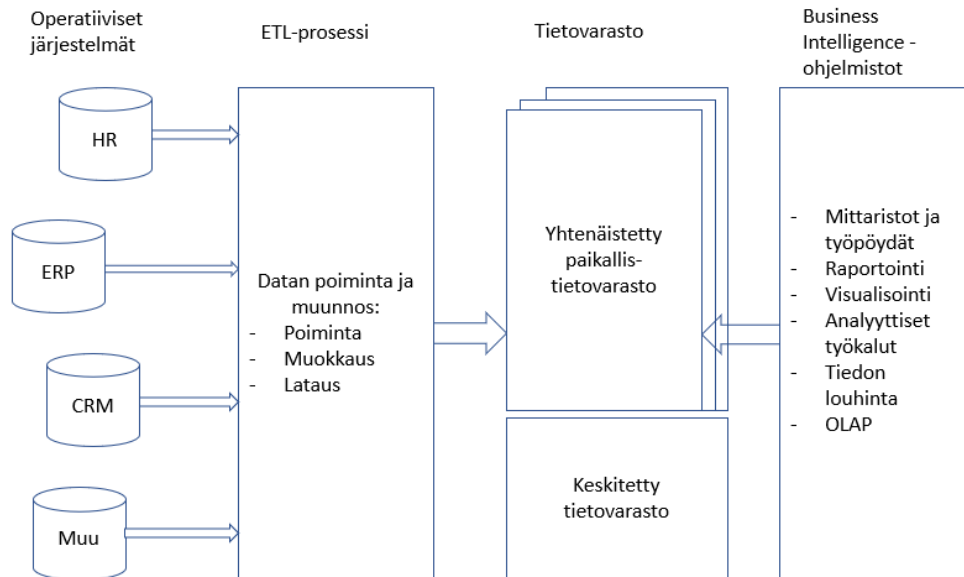 Operatiiviset
järjestelmät
ETL-prosessi
Tietovarasto
Business
Intelligence -
ohjelmistot
HR
ERP
CRM
Muu
Datan poiminta ja
muunnos:
- Poiminta
- Muokkaus
- Lataus
Yhtenäistetty
paikallis-
tietovarasto
Keskitetty
tietovarasto
- Mittaristot ja
työpöydät
- Raportointi
- Visualisointi
- Analyyttiset
työkalut
- Tiedon
louhinta
- OLAP